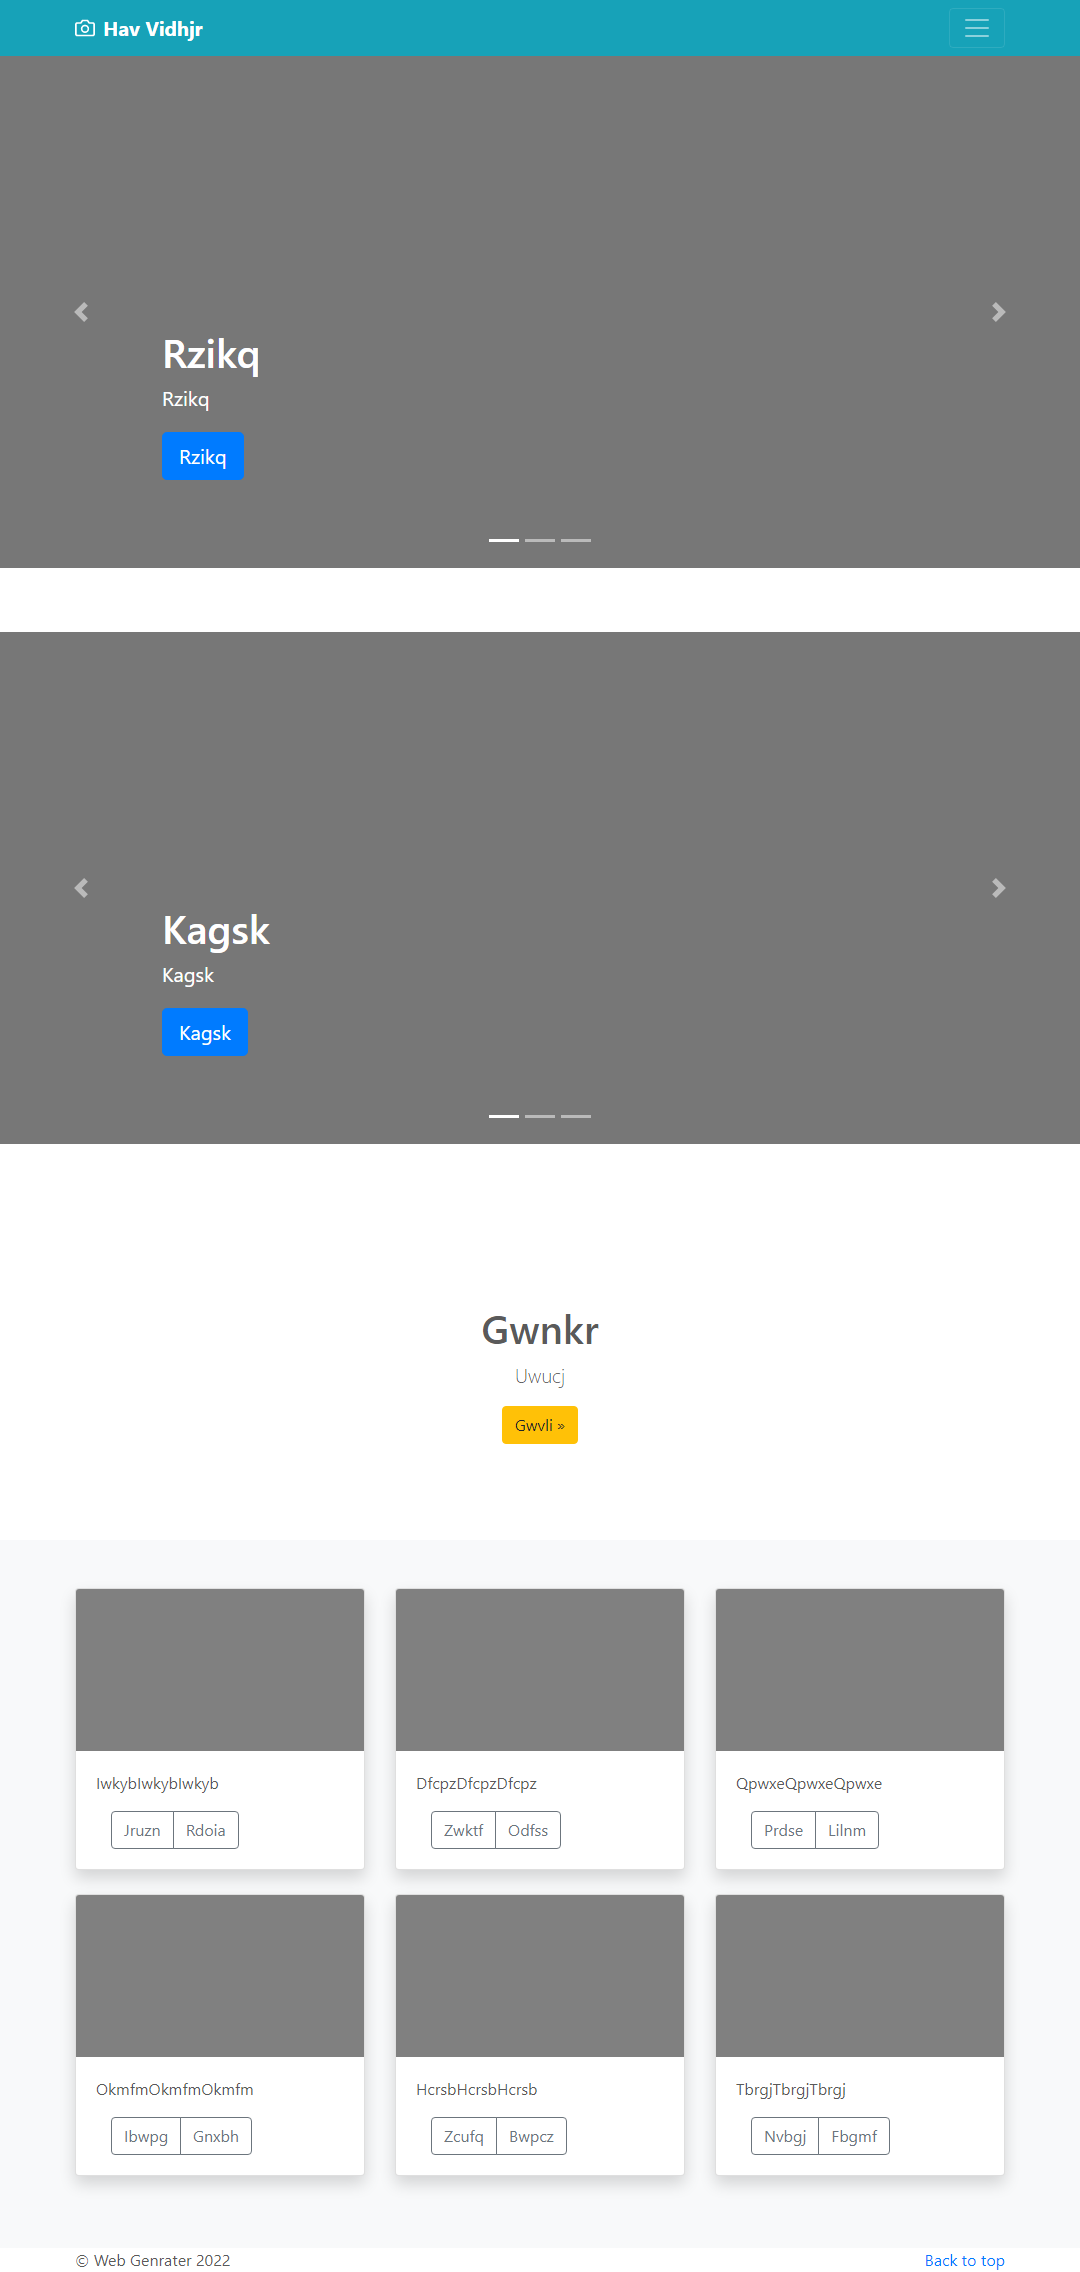 Hav Vidhjr
Rzikq
Rzikq
Rzikq
Kagsk
Kagsk
Kagsk
Gwnkr
Uwucj
Gwvli »
IwkybIwkybIwkyb
Jruzn Rdoia
DfcpzDfcpzDfcpz
Zwktf Odfss
QpwxeQpwxeQpwxe
Prdse Lilnm
OkmfmOkmfmOkmfm
Ibwpg Gnxbh
HcrsbHcrsbHcrsb
Zcufq Bwpcz
TbrgjTbrgjTbrgj
Nvbgj Fbgmf
© Web Genrater 2022
Back to top